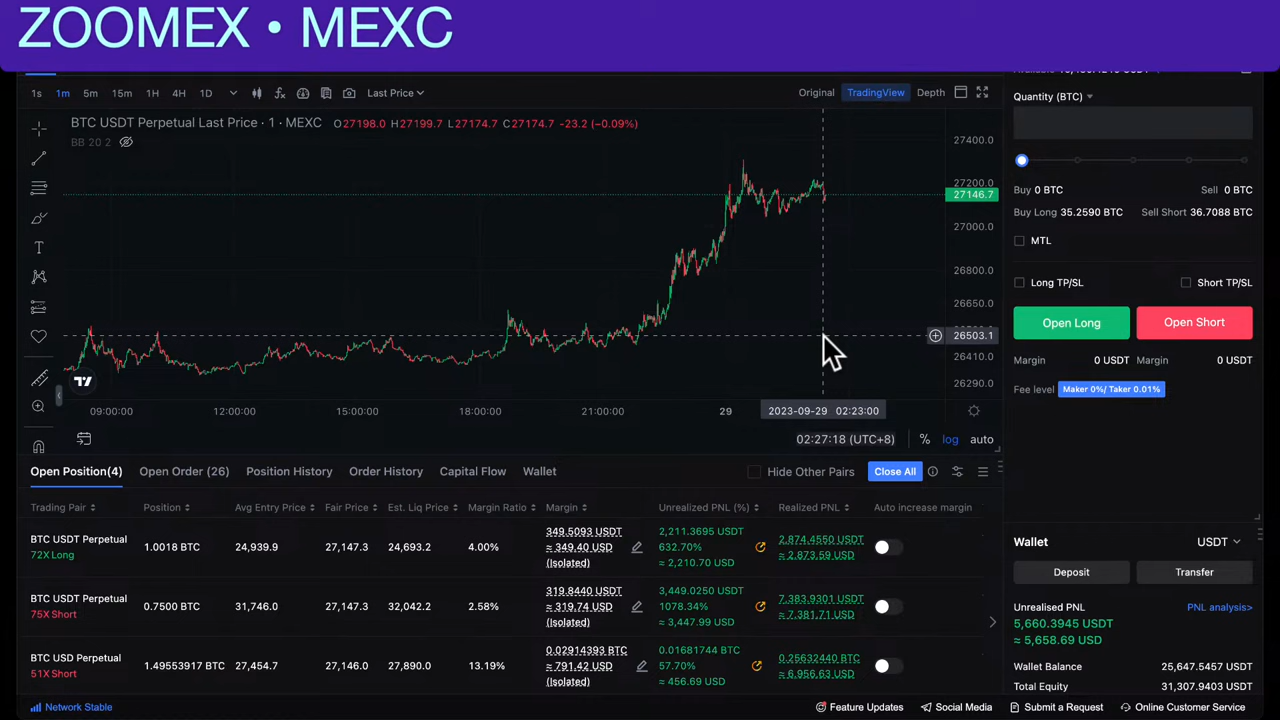 ZOOMEX • MEXC
1s 1m 5m 15m 1H 4H 1D Last Price Original TradingView Depth
BTC USDT Perpetual Last Price · 1 · MEXC O27198.0 H27199.7 L27174.7 C27174.7 -23.2 (−0.09%)
BB 20 2
27400.0
27200.0
27146.7
27000.0
26800.0
26650.0
26503.1
26410.0
26290.0
09:00:00 12:00:00 15:00:00 18:00:00 21:00:00 29 2023-09-29 02:23:00
02:27:18 (UTC+8) % log auto
Quantity (BTC)
Buy 0 BTC Sell 0 BTC
Buy Long 35.2590 BTC Sell Short 36.7088 BTC
MTL
Long TP/SL Short TP/SL
Open Long Open Short
Margin 0 USDT Margin 0 USDT
Fee level Maker 0%/ Taker 0.01%
Open Position(4) Open Order (26) Position History Order History Capital Flow Wallet Hide Other Pairs Close All
Trading Pair Position Avg Entry Price Fair Price Est. Liq Price Margin Ratio Margin Unrealized PNL (%) Realized PNL Auto increase margin
BTC USDT Perpetual
72X Long
1.0018 BTC 24,939.9 27,147.3 24,693.2 4.00%
349.5093 USDT
≈ 349.40 USD
(Isolated)
2,211.3695 USDT
632.70%
≈ 2,210.70 USD
2,874.4550 USDT
≈ 2,873.59 USD
BTC USDT Perpetual
75X Short
0.7500 BTC 31,746.0 27,147.3 32,042.2 2.58%
319.8440 USDT
≈ 319.74 USD
(Isolated)
3,449.0250 USDT
1078.34%
≈ 3,447.99 USD
7,383.9301 USDT
≈ 7,381.71 USD
BTC USD Perpetual
51X Short
1.49553917 BTC 27,454.7 27,146.0 27,890.0 13.19%
0.02914393 BTC
≈ 791.42 USD
(Isolated)
0.01681744 BTC
57.70%
≈ 456.69 USD
0.25632440 BTC
≈ 6,956.63 USD
Wallet USDT
Deposit Transfer
Unrealised PNL PNL analysis>
5,660.3945 USDT
≈ 5,658.69 USD
Wallet Balance 25,647.5457 USDT
Total Equity 31,307.9403 USDT
Network Stable Feature Updates Social Media Submit a Request Online Customer Service